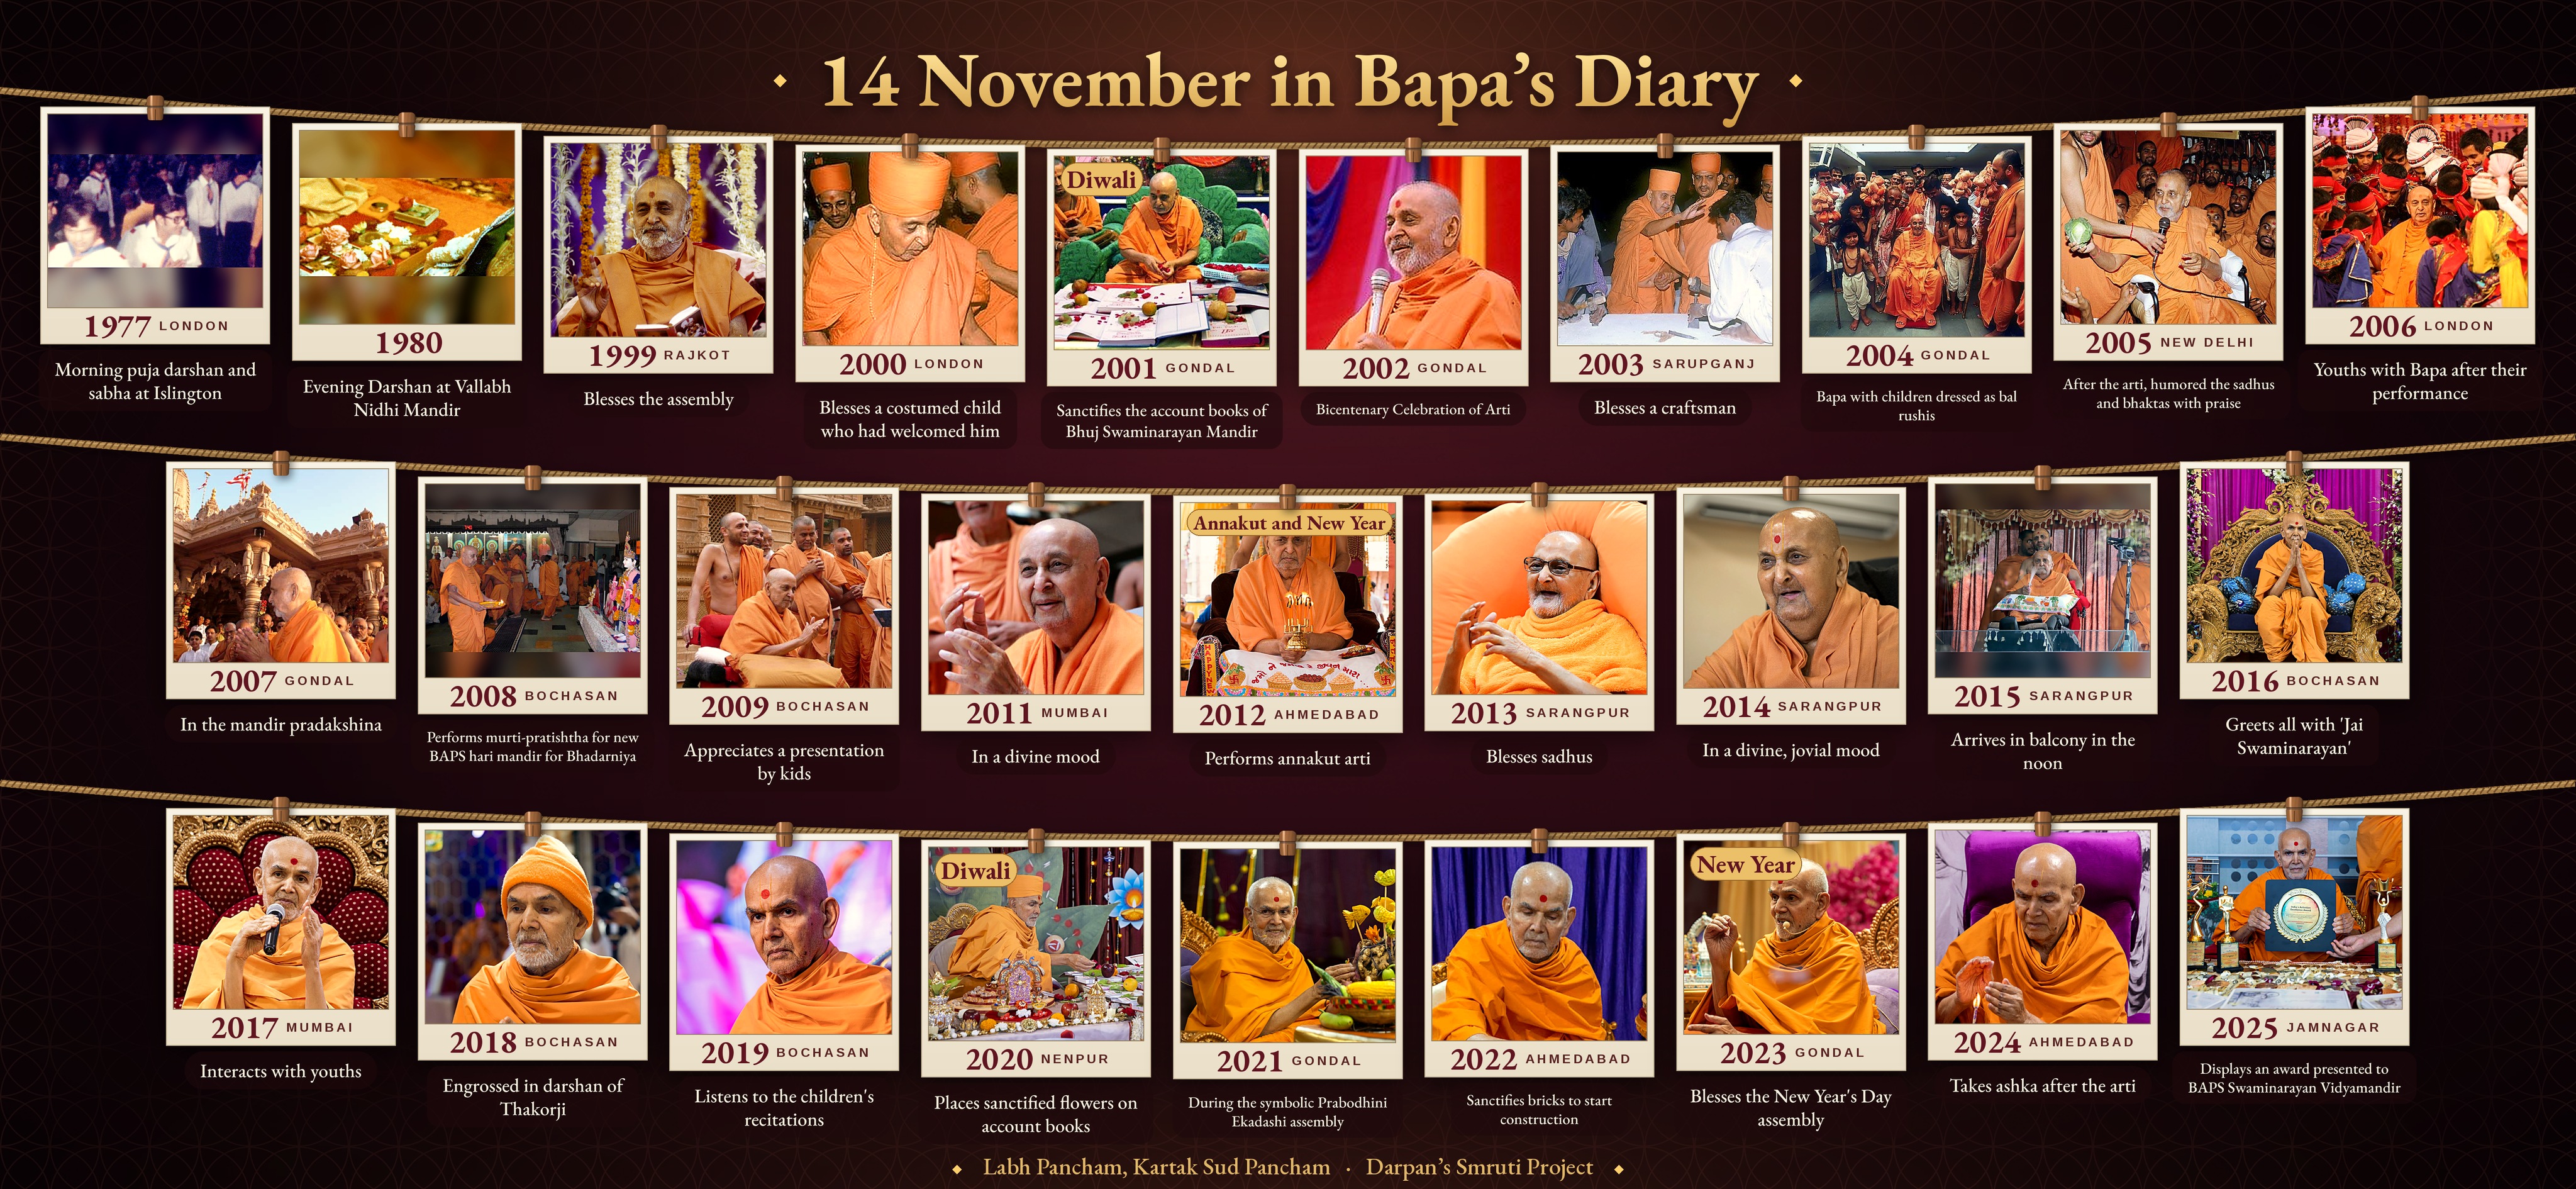 14 November in Bapa's Diary
Diwali
1977 LONDON
Morning puja darshan and
sabha at Islington
1980
Evening Darshan at Vallabh
Nidhi Mandir
1999 RAJKOT
Blesses the assembly
2000 LONDON
Blesses a costumed child
who had welcomed him
2001 GONDAL
Sanctifies the account books of
Bhuj Swaminarayan Mandir
2002 GONDAL
Bicentenary Celebration of Arti
2003 SARUPGANJ
Blesses a craftsman
2004 GONDAL
Bapa with children dressed as bal
rushis
2005 NEW DELHI
After the arti, humored the sadhus
and bhaktas with praise
2006 LONDON
Youths with Bapa after their
performance
2007 GONDAL
In the mandir pradakshina
2008 BOCHASAN
Performs murti-pratishtha for new
BAPS hari mandir for Bhadarniya
2009 BOCHASAN
Appreciates a presentation
by kids
2011 MUMBAI
In a divine mood
Annakut and New Year
2012 AHMEDABAD
Performs annakut arti
2013 SARANGPUR
Blesses sadhus
2014 SARANGPUR
In a divine, jovial mood
2015 SARANGPUR
Arrives in balcony in the
noon
2016 BOCHASAN
Greets all with 'Jai
Swaminarayan'
2017 MUMBAI
Interacts with youths
2018 BOCHASAN
Engrossed in darshan of
Thakorji
2019 BOCHASAN
Listens to the children's
recitations
Diwali
2020 NENPUR
Places sanctified flowers on
account books
2021 GONDAL
During the symbolic Prabodhini
Ekadashi assembly
2022 AHMEDABAD
Sanctifies bricks to start
construction
New Year
2023 GONDAL
Blesses the New Year's Day
assembly
2024 AHMEDABAD
Takes ashka after the arti
2025 JAMNAGAR
Displays an award presented to
BAPS Swaminarayan Vidyamandir
Labh Pancham, Kartak Sud Pancham · Darpan's Smruti Project